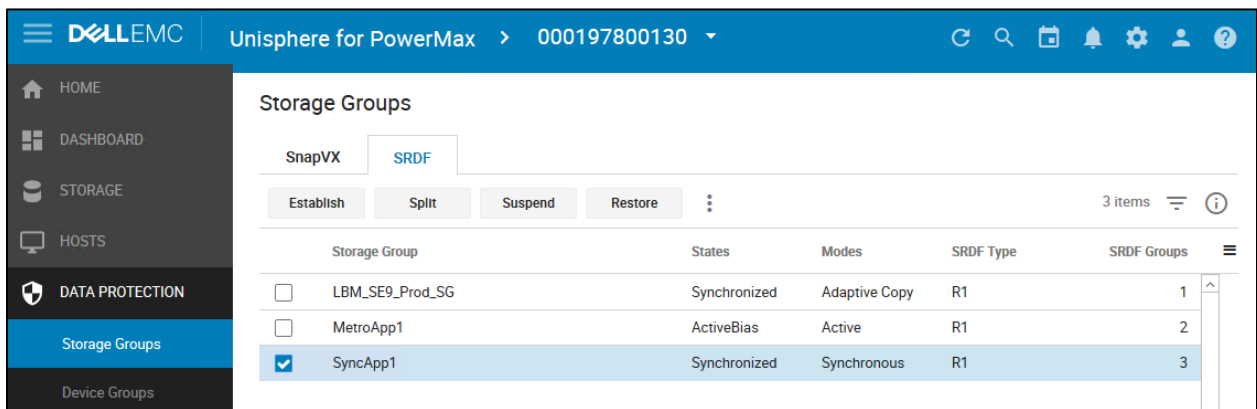 DELLEMC Unisphere for PowerMax > 000197800130
HOME
DASHBOARD
STORAGE
HOSTS
DATA PROTECTION
Storage Groups
Device Groups
Storage Groups
SnapVX SRDF
Establish Split Suspend Restore 3 items
Storage Group States Modes SRDF Type SRDF Groups
LBM_SE9_Prod_SG Synchronized Adaptive Copy R1 1
MetroApp1 ActiveBias Active R1 2
SyncApp1 Synchronized Synchronous R1 3